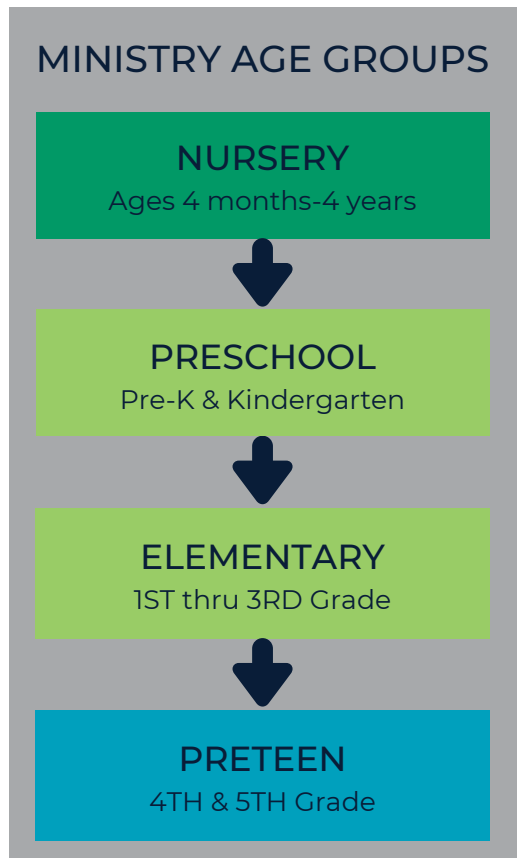 MINISTRY AGE GROUPS
NURSERY
Ages 4 months-4 years
PRESCHOOL
Pre-K & Kindergarten
ELEMENTARY
1ST thru 3RD Grade
PRETEEN
4TH & 5TH Grade